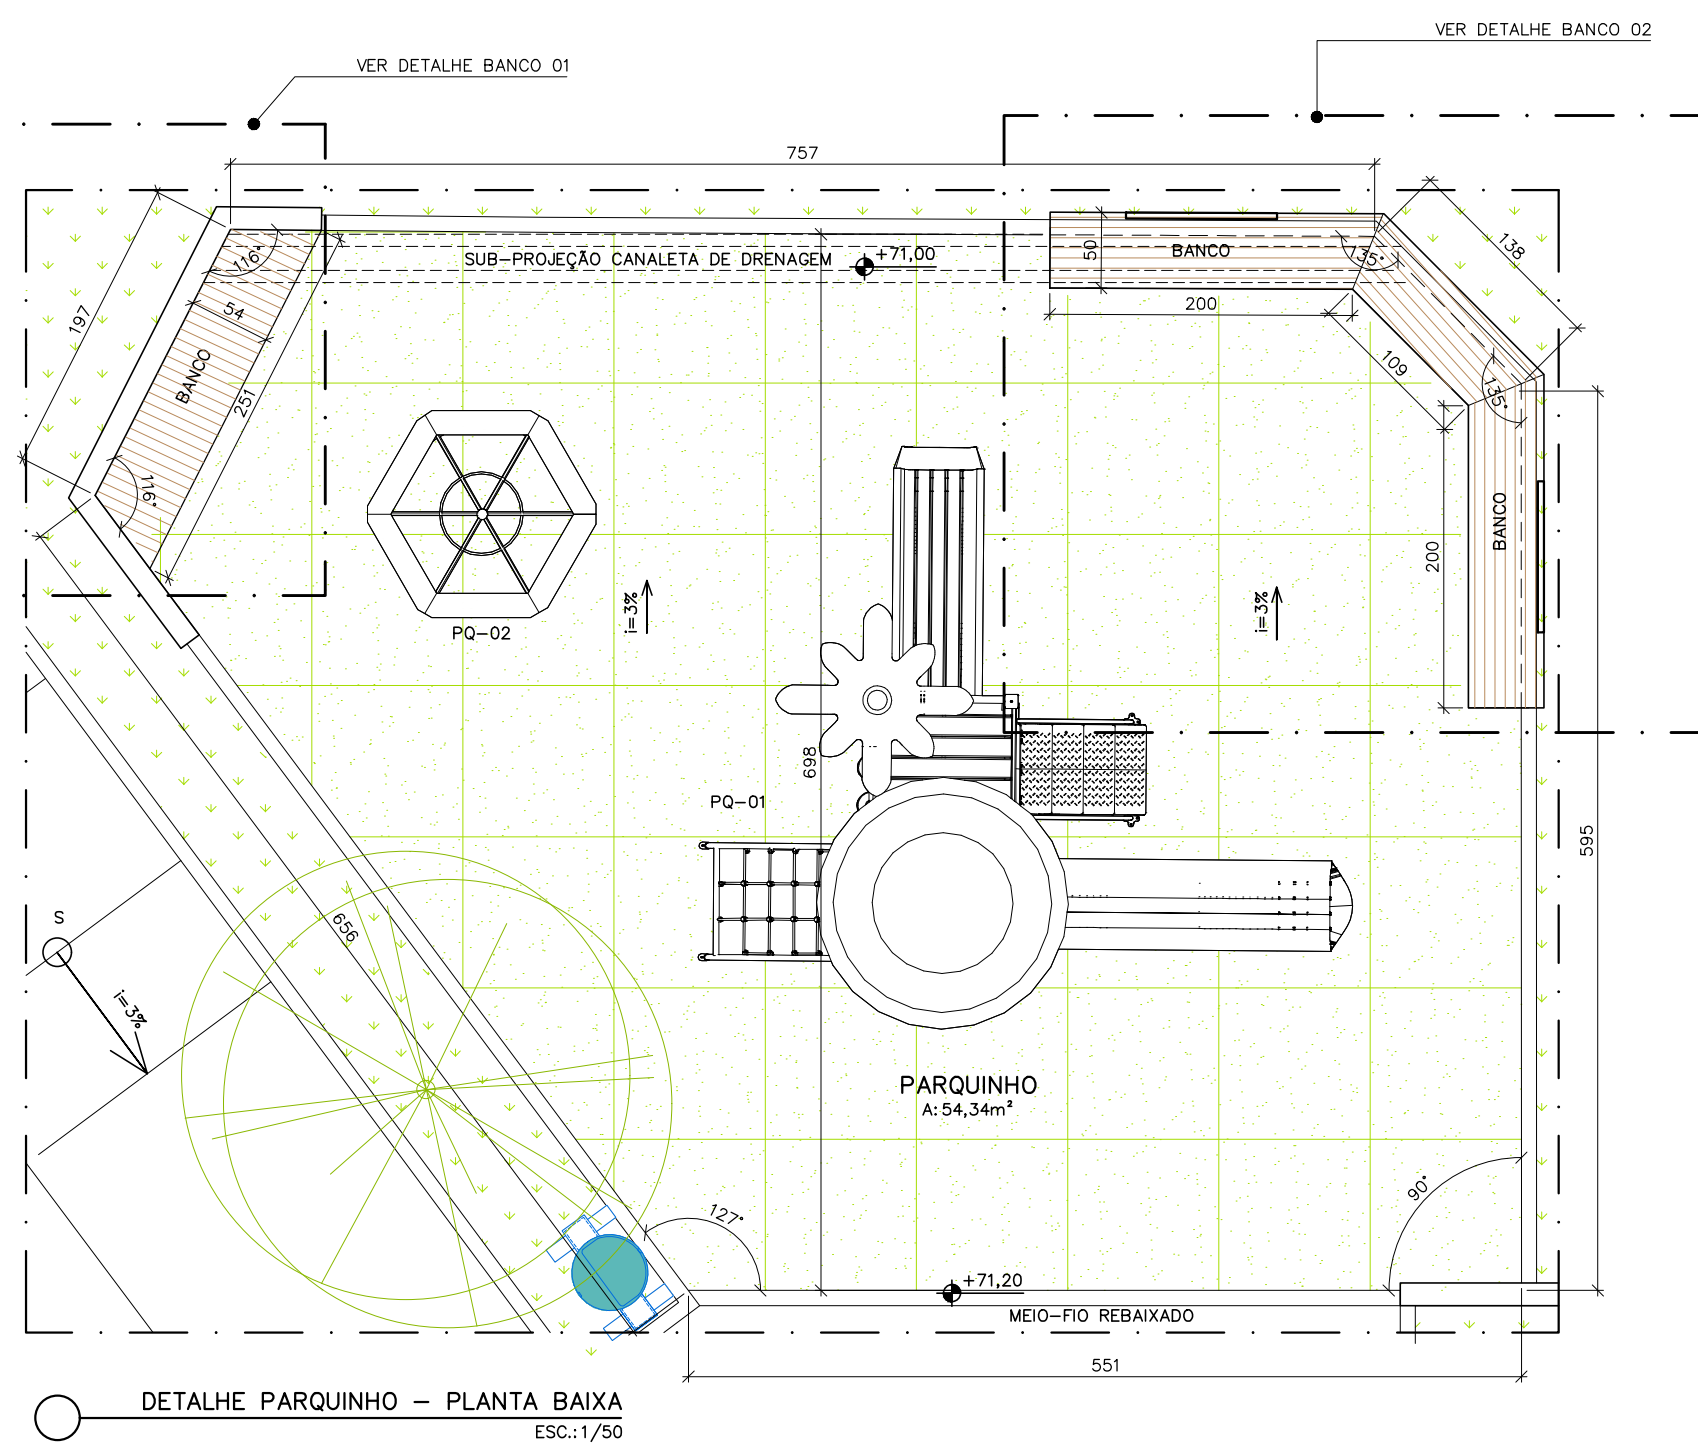 VER DETALHE BANCO 02
VER DETALHE BANCO 01
757
116°
SUB-PROJEÇÃO CANALETA DE DRENAGEM
+71,00
50
BANCO
135°
138
200
197
54
BANCO
251
109
135°
116°
BANCO
200
i=3%
i=3%
PQ-02
698
PQ-01
595
656
S
i=3%
PARQUINHO
A: 54,34m²
127°
90°
+71,20
MEIO-FIO REBAIXADO
551
DETALHE PARQUINHO - PLANTA BAIXA
ESC.: 1/50